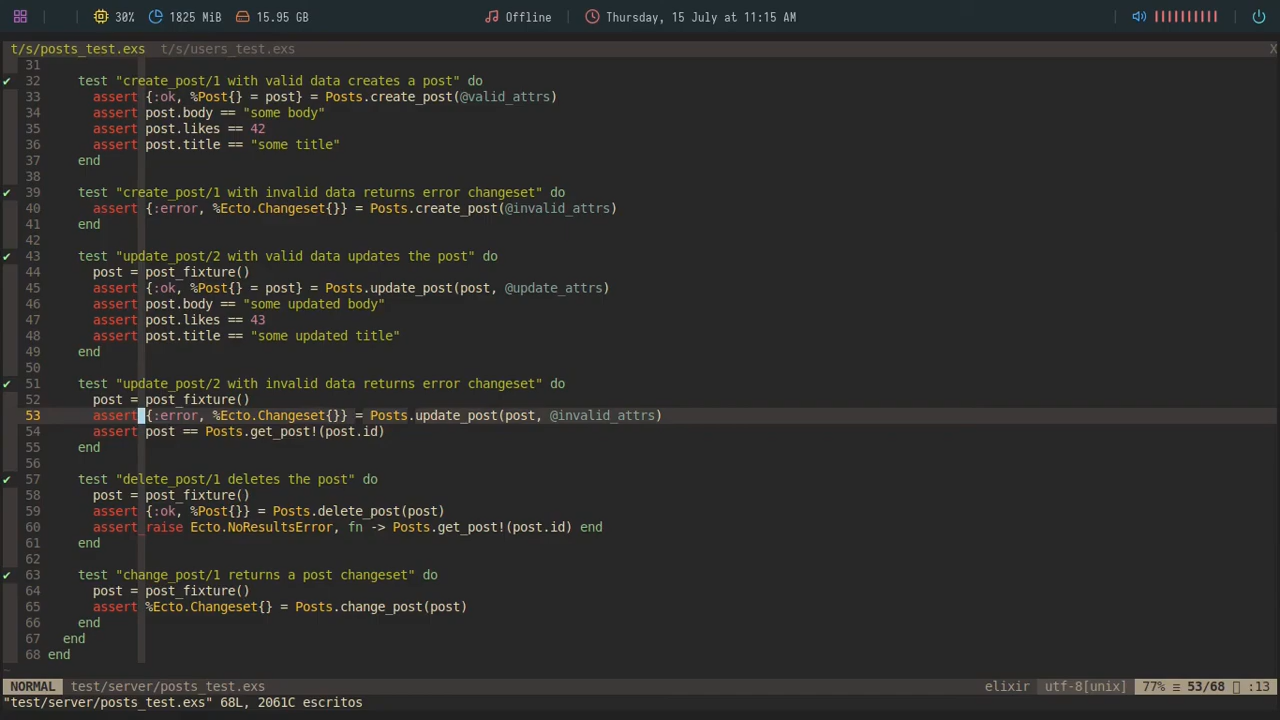 30% 1825 MiB 15.95 GB Offline Thursday, 15 July at 11:15 AM
t/s/posts_test.exs t/s/users_test.exs X
31
✔ 32 test "create_post/1 with valid data creates a post" do
33 assert {:ok, %Post{} = post} = Posts.create_post(@valid_attrs)
34 assert post.body == "some body"
35 assert post.likes == 42
36 assert post.title == "some title"
37 end
38
✔ 39 test "create_post/1 with invalid data returns error changeset" do
40 assert {:error, %Ecto.Changeset{}} = Posts.create_post(@invalid_attrs)
41 end
42
✔ 43 test "update_post/2 with valid data updates the post" do
44 post = post_fixture()
45 assert {:ok, %Post{} = post} = Posts.update_post(post, @update_attrs)
46 assert post.body == "some updated body"
47 assert post.likes == 43
48 assert post.title == "some updated title"
49 end
50
✔ 51 test "update_post/2 with invalid data returns error changeset" do
52 post = post_fixture()
53 assert {:error, %Ecto.Changeset{}} = Posts.update_post(post, @invalid_attrs)
54 assert post == Posts.get_post!(post.id)
55 end
56
✔ 57 test "delete_post/1 deletes the post" do
58 post = post_fixture()
59 assert {:ok, %Post{}} = Posts.delete_post(post)
60 assert_raise Ecto.NoResultsError, fn -> Posts.get_post!(post.id) end
61 end
62
✔ 63 test "change_post/1 returns a post changeset" do
64 post = post_fixture()
65 assert %Ecto.Changeset{} = Posts.change_post(post)
66 end
67 end
68 end
~
NORMAL test/server/posts_test.exs elixir utf-8[unix] 77% ≡ 53/68 :13
"test/server/posts_test.exs" 68L, 2061C escritos